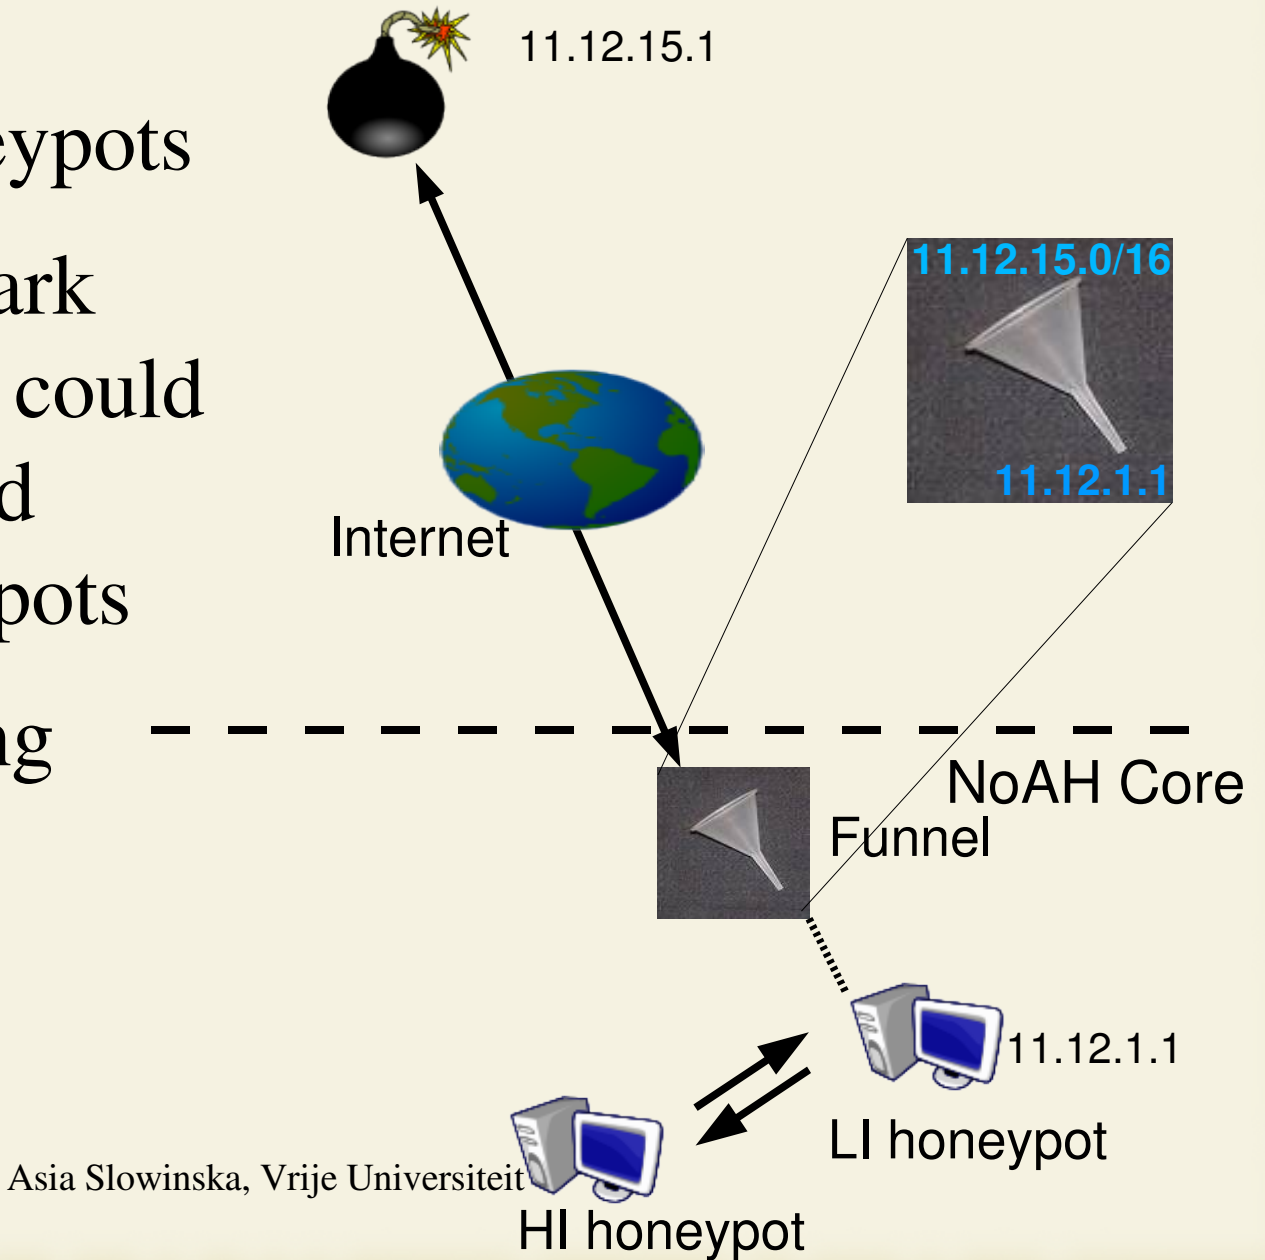 11.12.15.1
eypots
ark
could
d
pots
ng
11.12.15.0/16
11.12.1.1
Internet
NoAH Core
Funnel
11.12.1.1
LI honeypot
Asia Slowinska, Vrije Universiteit
HI honeypot